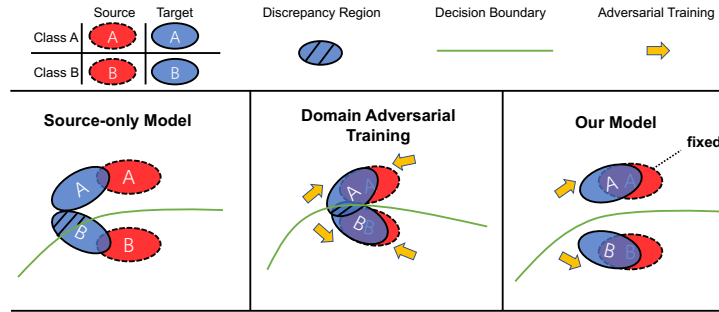 Source Target Discrepancy Region Decision Boundary Adversarial Training
Class A A A
Class B B B
Source-only Model
Domain Adversarial
Training
Our Model
fixed
A A
B B
A A
B B
A A
B B